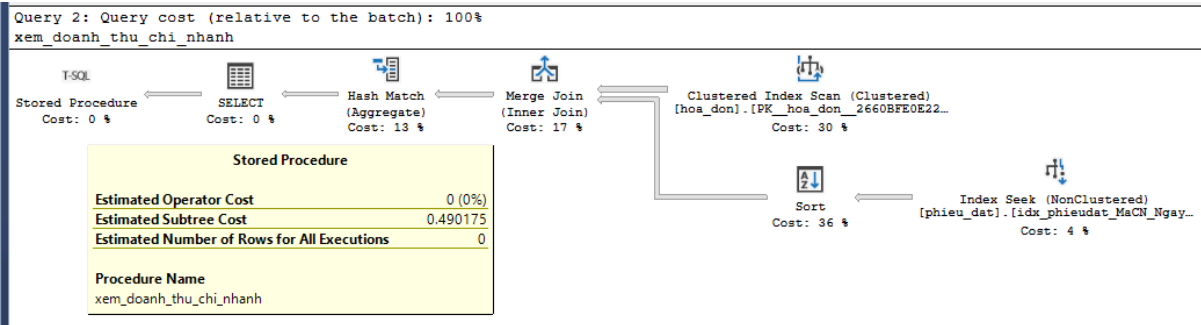 Query 2: Query cost (relative to the batch): 100%
xem_doanh_thu_chi_nhanh
T-SQL
Stored Procedure
Cost: 0 %
SELECT
Cost: 0 %
Hash Match
(Aggregate)
Cost: 13 %
Merge Join
(Inner Join)
Cost: 17 %
Clustered Index Scan (Clustered)
[hoa_don].[PK__hoa_don__2660BFE0E22…
Cost: 30 %
Sort
Cost: 36 %
Index Seek (NonClustered)
[phieu_dat].[idx_phieudat_MaCN_Ngay…
Cost: 4 %
Stored Procedure
Estimated Operator Cost 0 (0%)
Estimated Subtree Cost 0.490175
Estimated Number of Rows for All Executions 0
Procedure Name
xem_doanh_thu_chi_nhanh